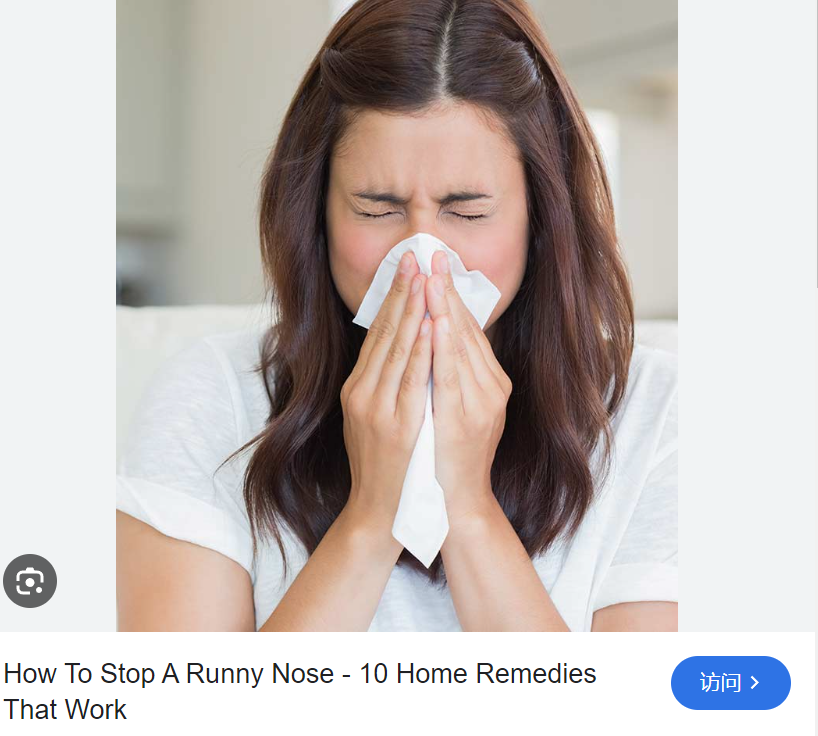 How To Stop A Runny Nose - 10 Home Remedies
That Work
访问